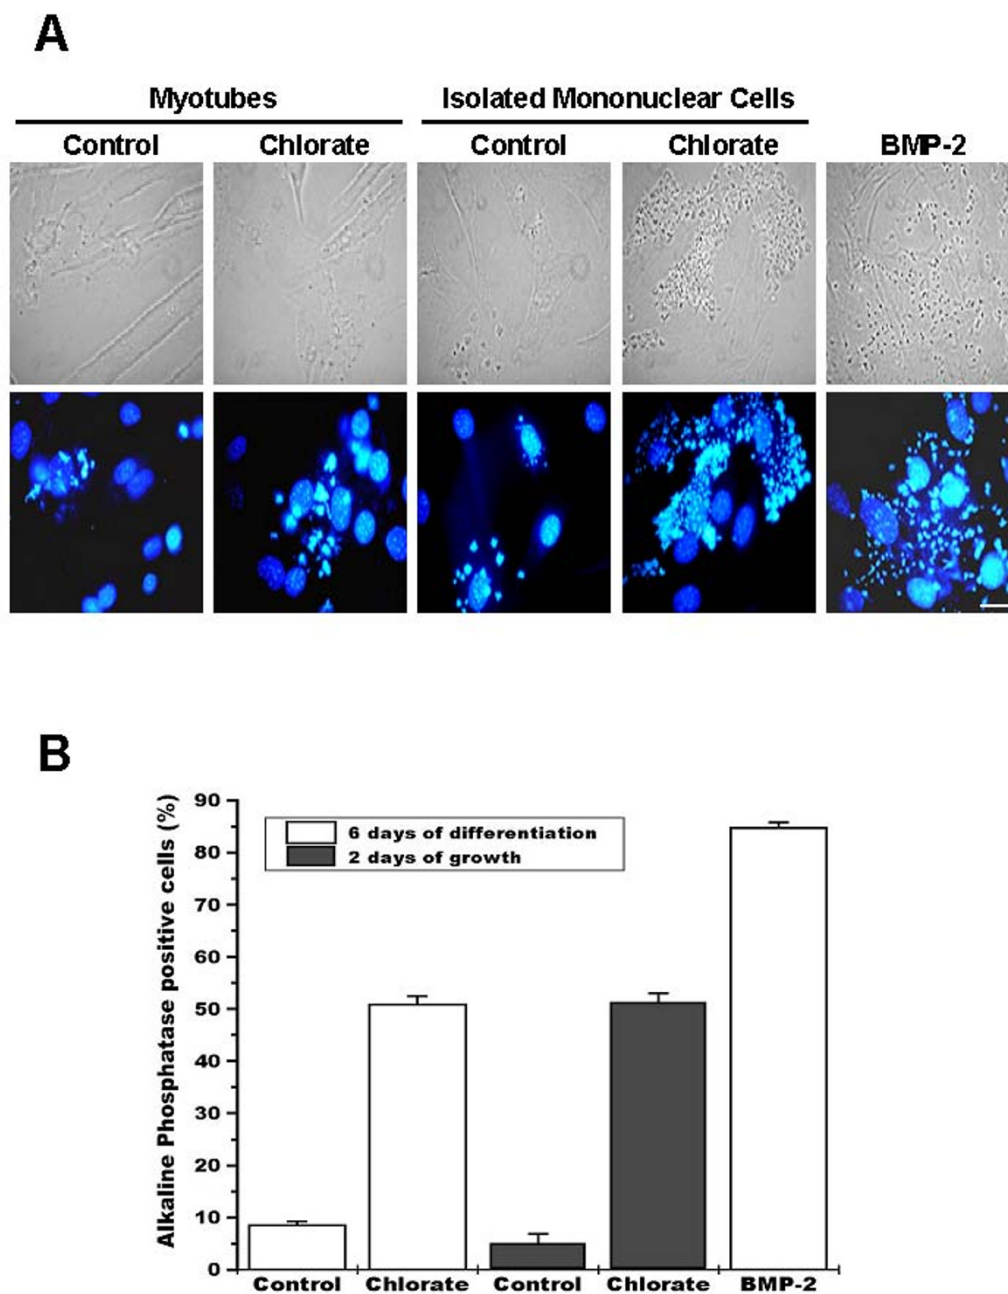 A
Myotubes Isolated Mononuclear Cells
Control Chlorate Control Chlorate BMP-2
B
Alkaline Phosphatase positive cells (%)
90
80
70
60
50
40
30
20
10
0
6 days of differentiation
2 days of growth
Control Chlorate Control Chlorate BMP-2